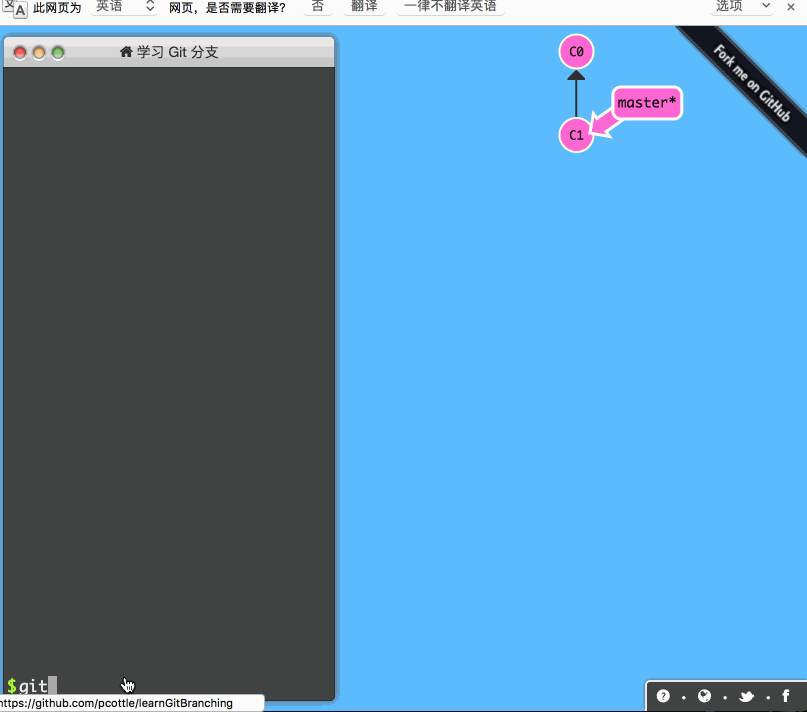 此网页为 英语 网页，是否需要翻译？ 否 翻译 一律不翻译英语 选项
学习 Git 分支
C0
master*
C1
Fork me on GitHub
$git
https://github.com/pcottle/learnGitBranching